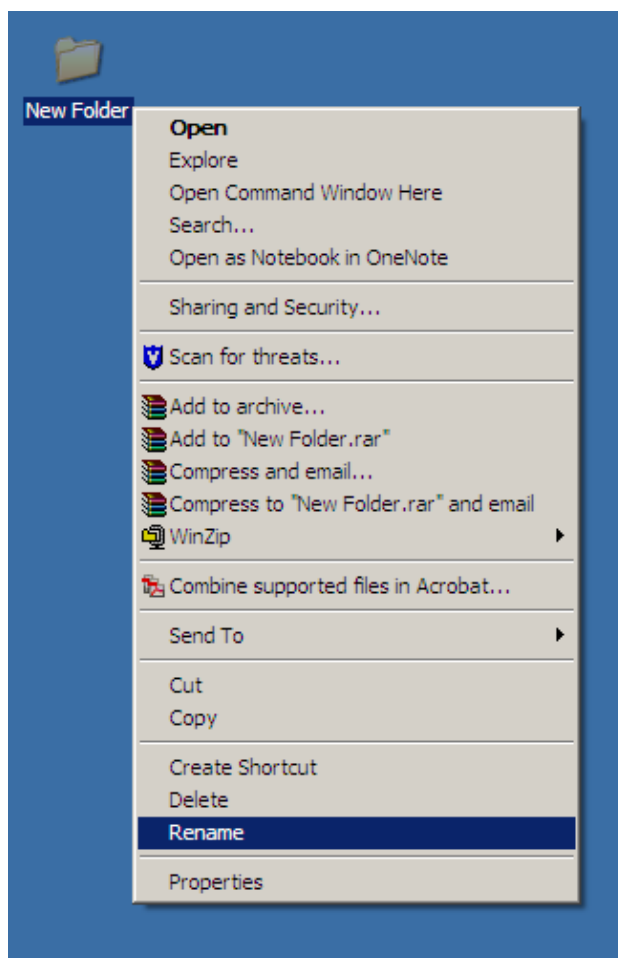 New Folder
Open
Explore
Open Command Window Here
Search...
Open as Notebook in OneNote
Sharing and Security...
Scan for threats...
Add to archive...
Add to "New Folder.rar"
Compress and email...
Compress to "New Folder.rar" and email
WinZip
Combine supported files in Acrobat...
Send To
Cut
Copy
Create Shortcut
Delete
Rename
Properties